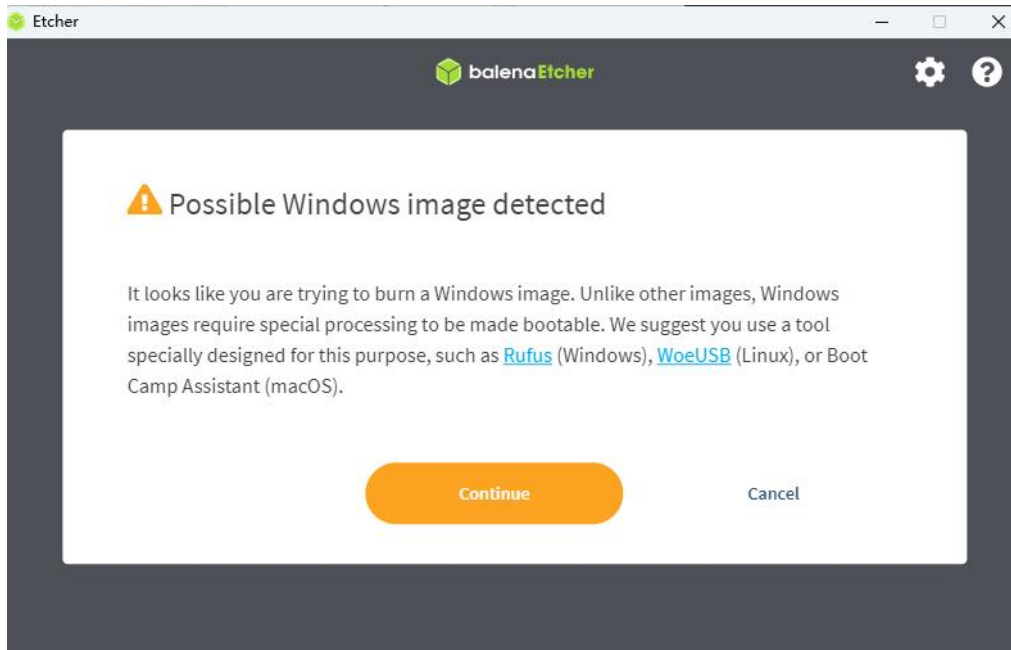 Etcher
balenaEtcher
Possible Windows image detected
It looks like you are trying to burn a Windows image. Unlike other images, Windows
images require special processing to be made bootable. We suggest you use a tool
specially designed for this purpose, such as Rufus (Windows), WoeUSB (Linux), or Boot
Camp Assistant (macOS).
Continue
Cancel